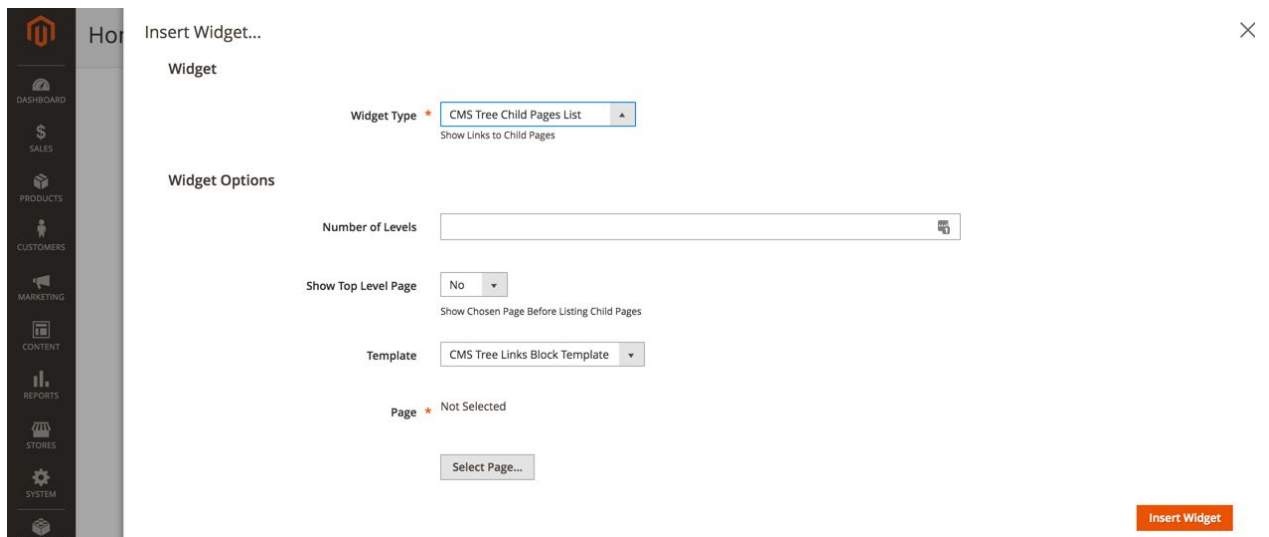 Hor
Insert Widget...
Widget
DASHBOARD
Widget Type * CMS Tree Child Pages List
Show Links to Child Pages
SALES
Widget Options
PRODUCTS
Number of Levels
CUSTOMERS
Show Top Level Page No
MARKETING
Show Chosen Page Before Listing Child Pages
CONTENT
Template CMS Tree Links Block Template
REPORTS
Page * Not Selected
STORES
Select Page...
SYSTEM
Insert Widget